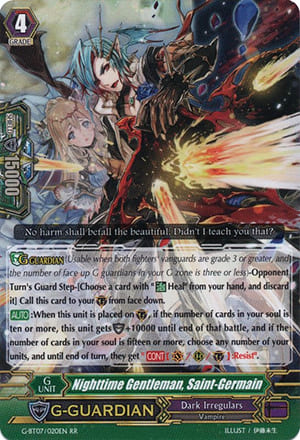 4
GRADE
15000
No harm shall befall the beautiful. Didn't I teach you that?
G GUARDIAN (Usable when both fighters' vanguards are grade 3 or greater, and
the number of face up G guardians in your G zone is three or less)-Opponent
Turn's Guard Step-[Choose a card with " Heal" from your hand, and discard
it] Call this card to G from face down.
AUTO:When this unit is placed on G, if the number of cards in your soul is
ten or more, this unit gets +10000 until end of that battle, and if the
number of cards in your soul is fifteen or more, choose any number of your
units, and until end of turn, they get "CONT :Resist".
G
UNIT
Nighttime Gentleman, Saint-Germain
G-GUARDIAN
Dark Irregulars
Vampire
G-BT07/020EN RR
ILLUST / 伊藤未生